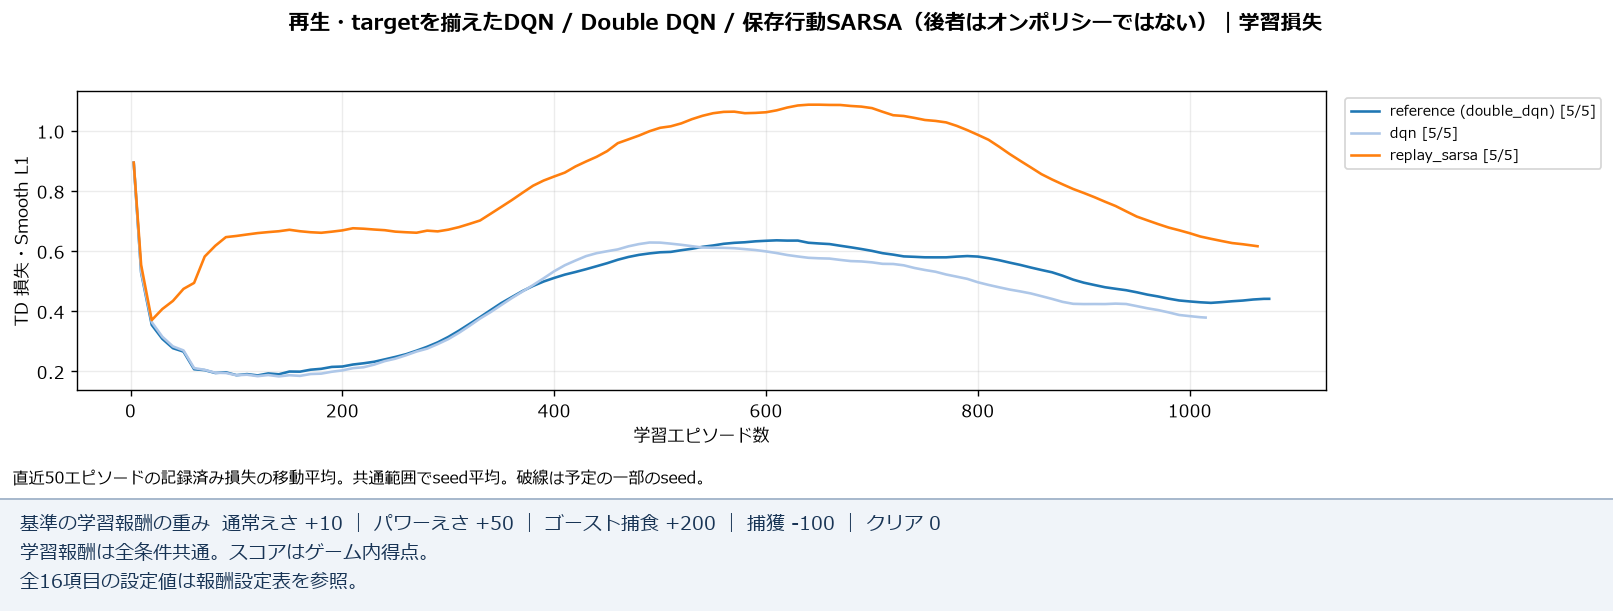 再生・targetを揃えたDQN / Double DQN / 保存行動SARSA（後者はオンポリシーではない）｜学習損失
TD 損失・Smooth L1
1.0
0.8
0.6
0.4
0.2
0
200
400
600
800
1000
学習エピソード数
reference (double_dqn) [5/5]
dqn [5/5]
replay_sarsa [5/5]
直近50エピソードの記録済み損失の移動平均。共通範囲でseed平均。破線は予定の一部のseed。
基準の学習報酬の重み 通常えさ +10 ｜ パワーえさ +50 ｜ ゴースト捕食 +200 ｜ 捕獲 -100 ｜ クリア 0
学習報酬は全条件共通。スコアはゲーム内得点。
全16項目の設定値は報酬設定表を参照。